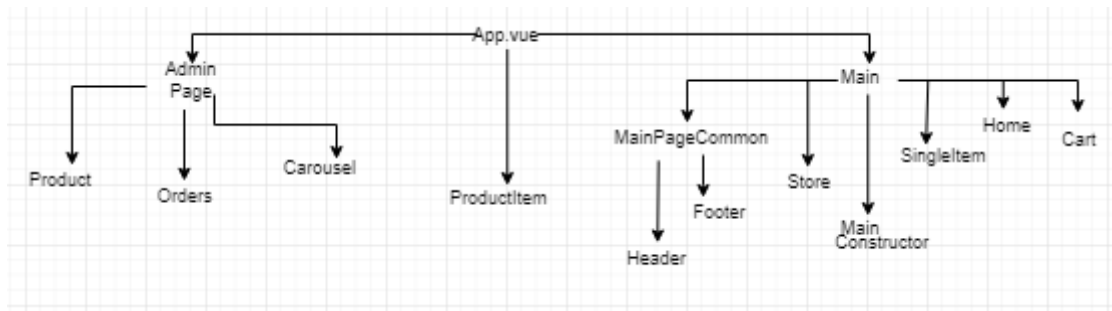 App.vue
Admin
Page
Main
Product
Orders
Carousel
ProductItem
MainPageCommon
Header
Footer
Store
Main
Constructor
SingleItem
Home
Cart